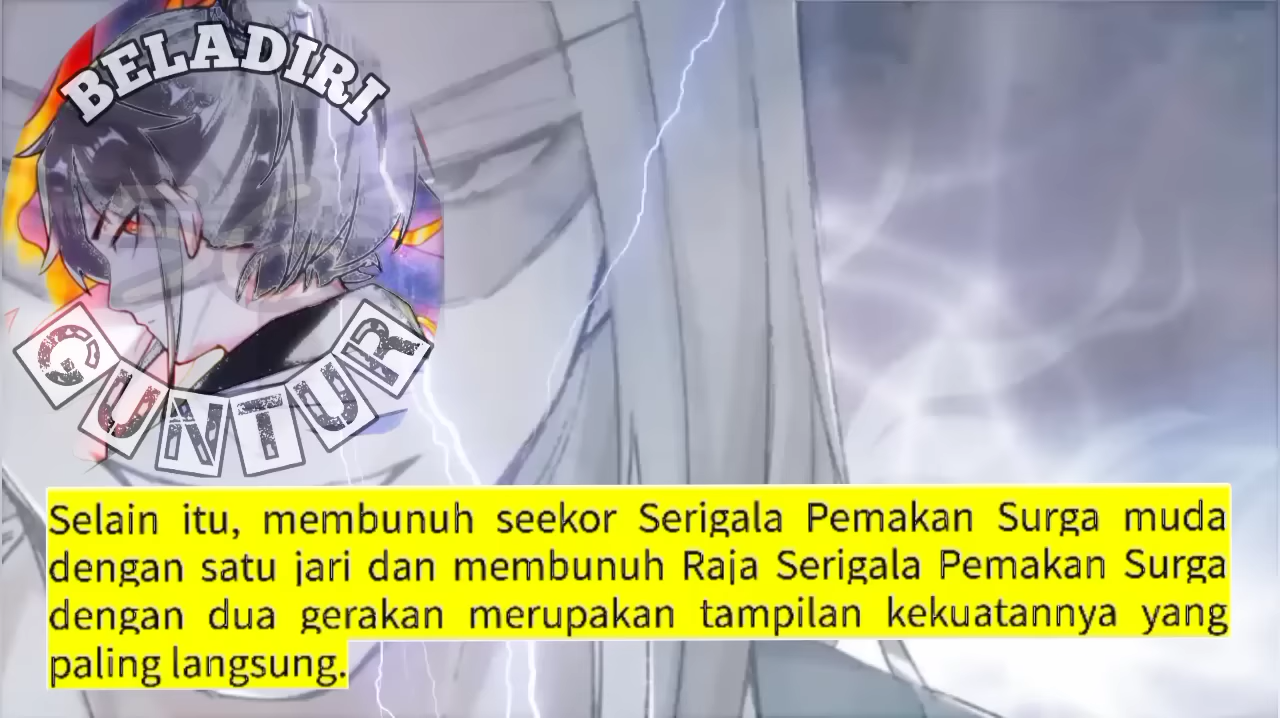 BELADIRI
GUNTUR
Selain itu, membunuh seekor Serigala Pemakan Surga muda
dengan satu jari dan membunuh Raja Serigala Pemakan Surga
dengan dua gerakan merupakan tampilan kekuatannya yang
paling langsung.